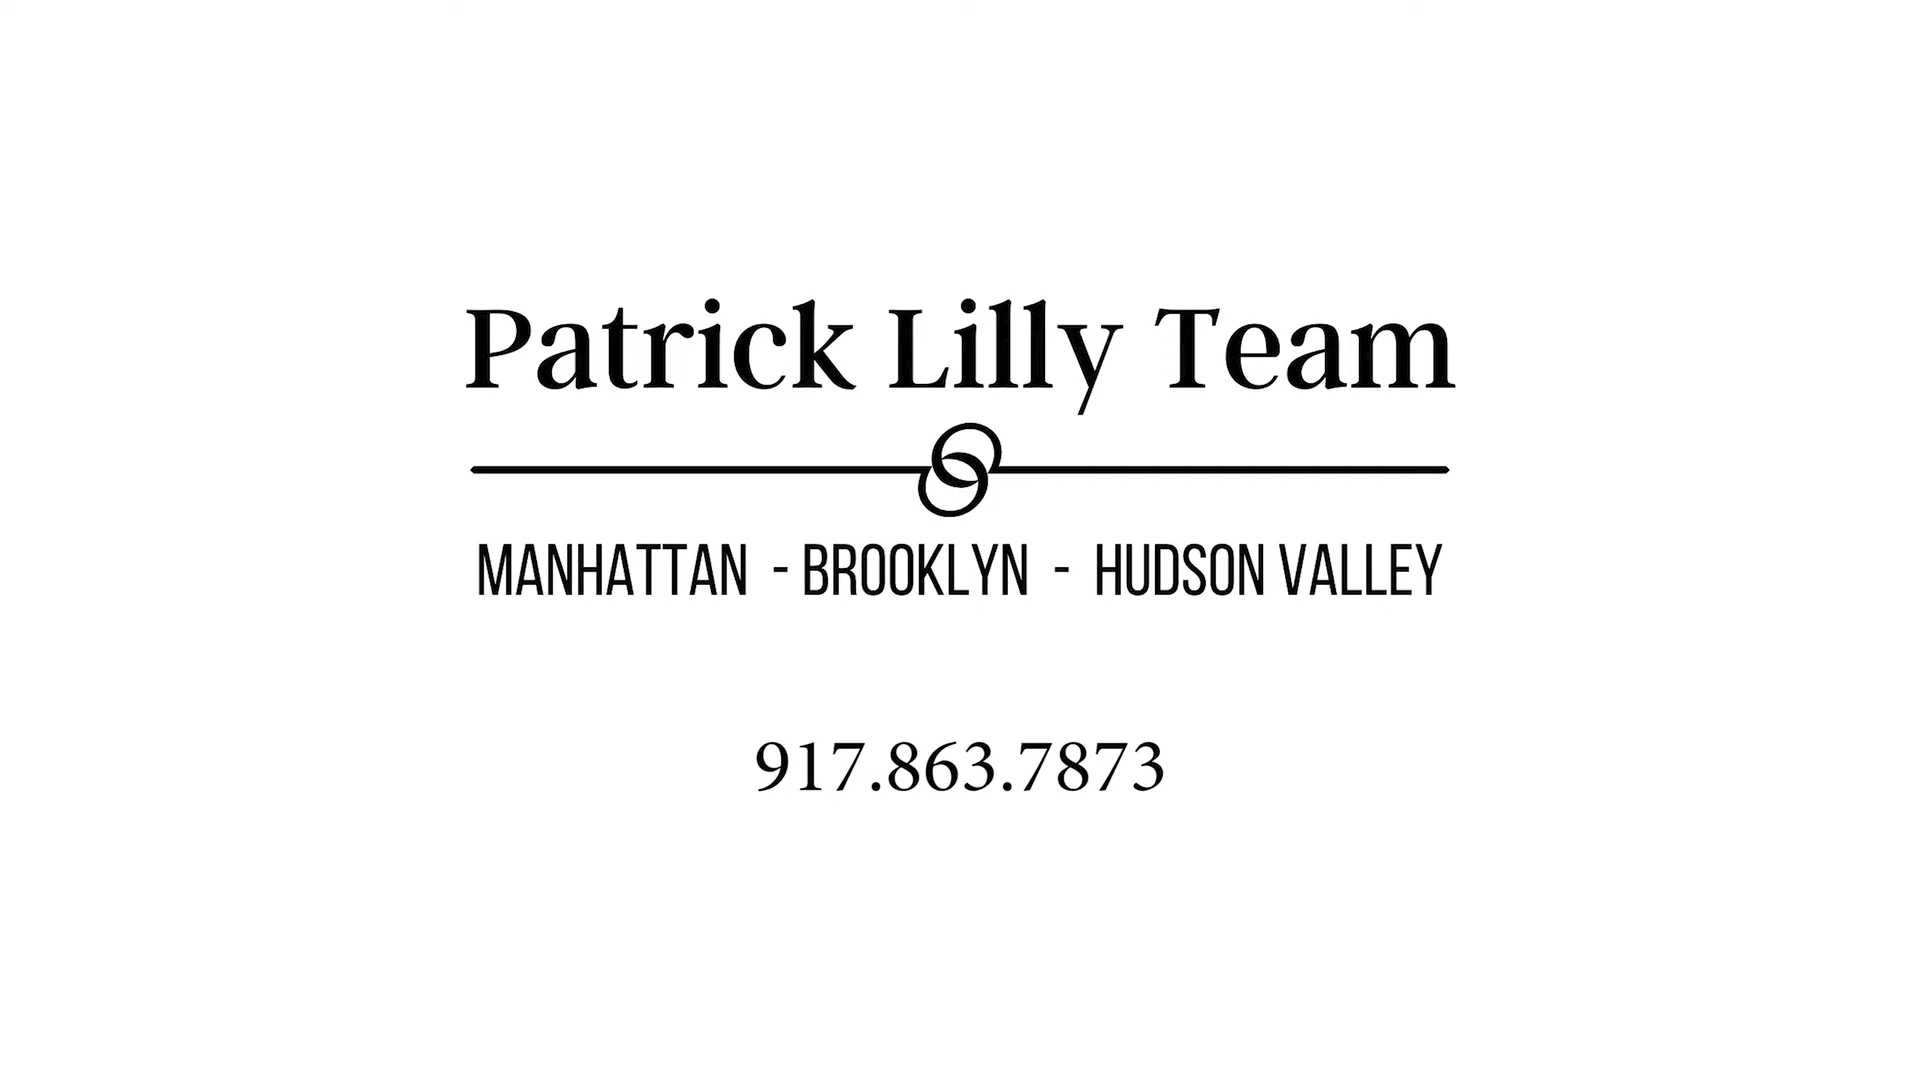 Patrick Lilly Team
MANHATTAN - BROOKLYN - HUDSON VALLEY
917.863.7873